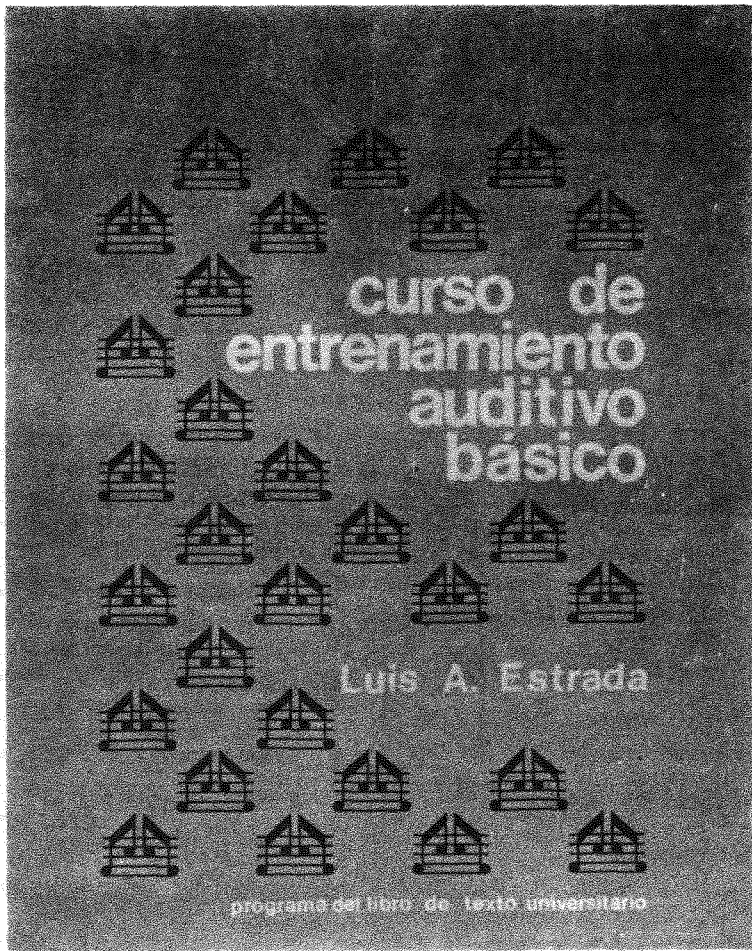 curso de
entrenamiento
auditivo
básico
Luis A. Estrada
programa del libro de texto universitario